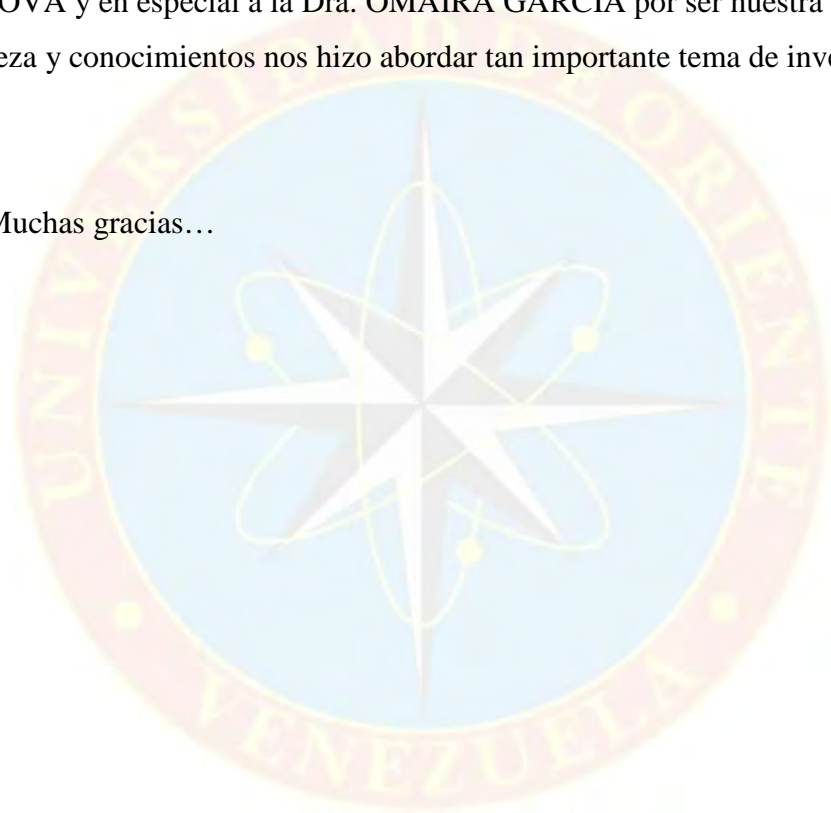 OVA y en especial a la Dra. OMAIRA GARCÍA por ser nuestra
eza y conocimientos nos hizo abordar tan importante tema de inve
Muchas gracias…
UNIVERSIDAD DE ORIENTE
VENEZUELA